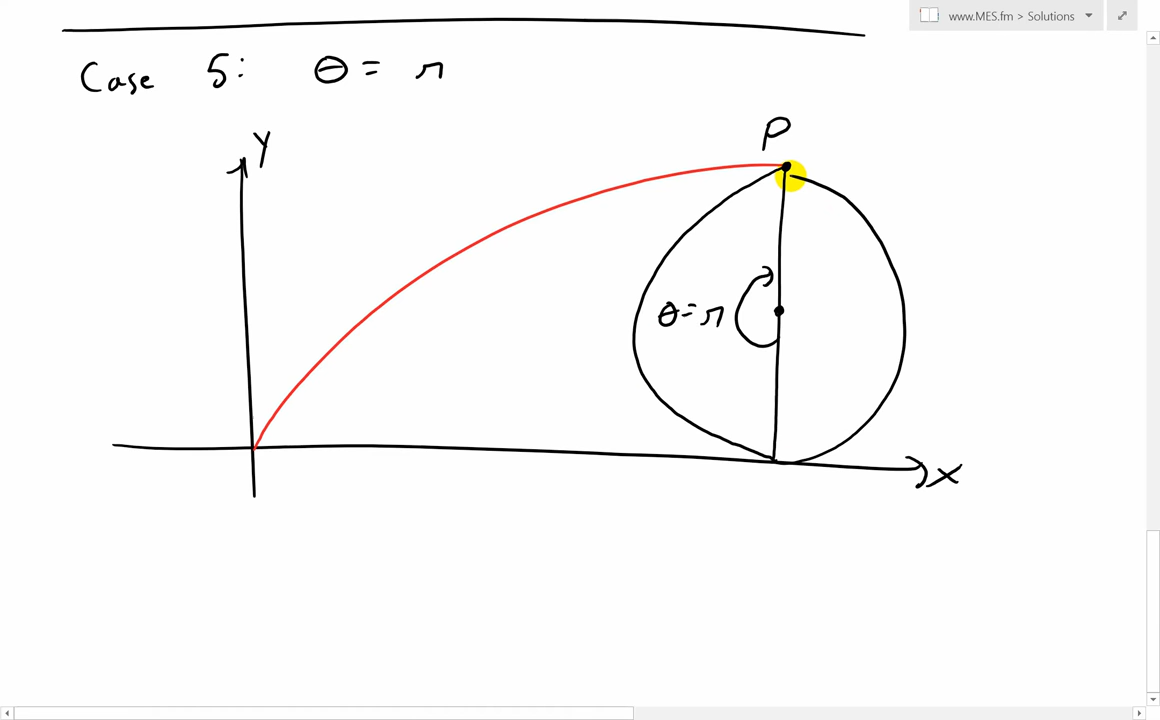 www.MES.fm > Solutions
Case 5: θ = π
y
P
θ = π
x